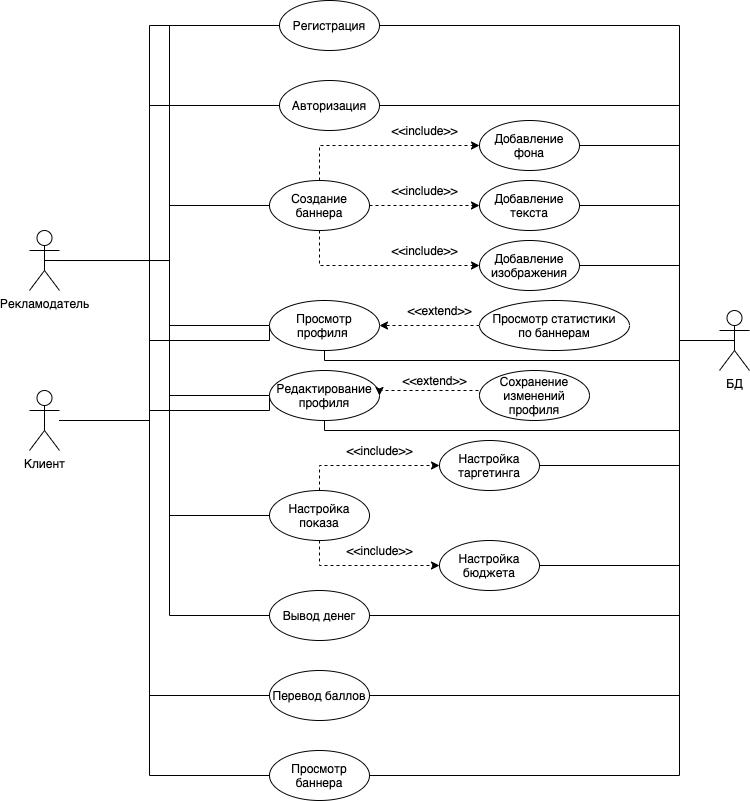 Регистрация
Авторизация
<<include>>
Добавление
фона
Создание
баннера
<<include>>
Добавление
текста
<<include>>
Добавление
изображения
Рекламодатель
Просмотр
профиля
<<extend>>
Просмотр статистики
по баннерам
БД
Редактирование
профиля
<<extend>>
Сохранение
изменений
профиля
Клиент
<<include>>
Настройка
таргетинга
Настройка
показа
<<include>>
Настройка
бюджета
Вывод денег
Перевод баллов
Просмотр
баннера